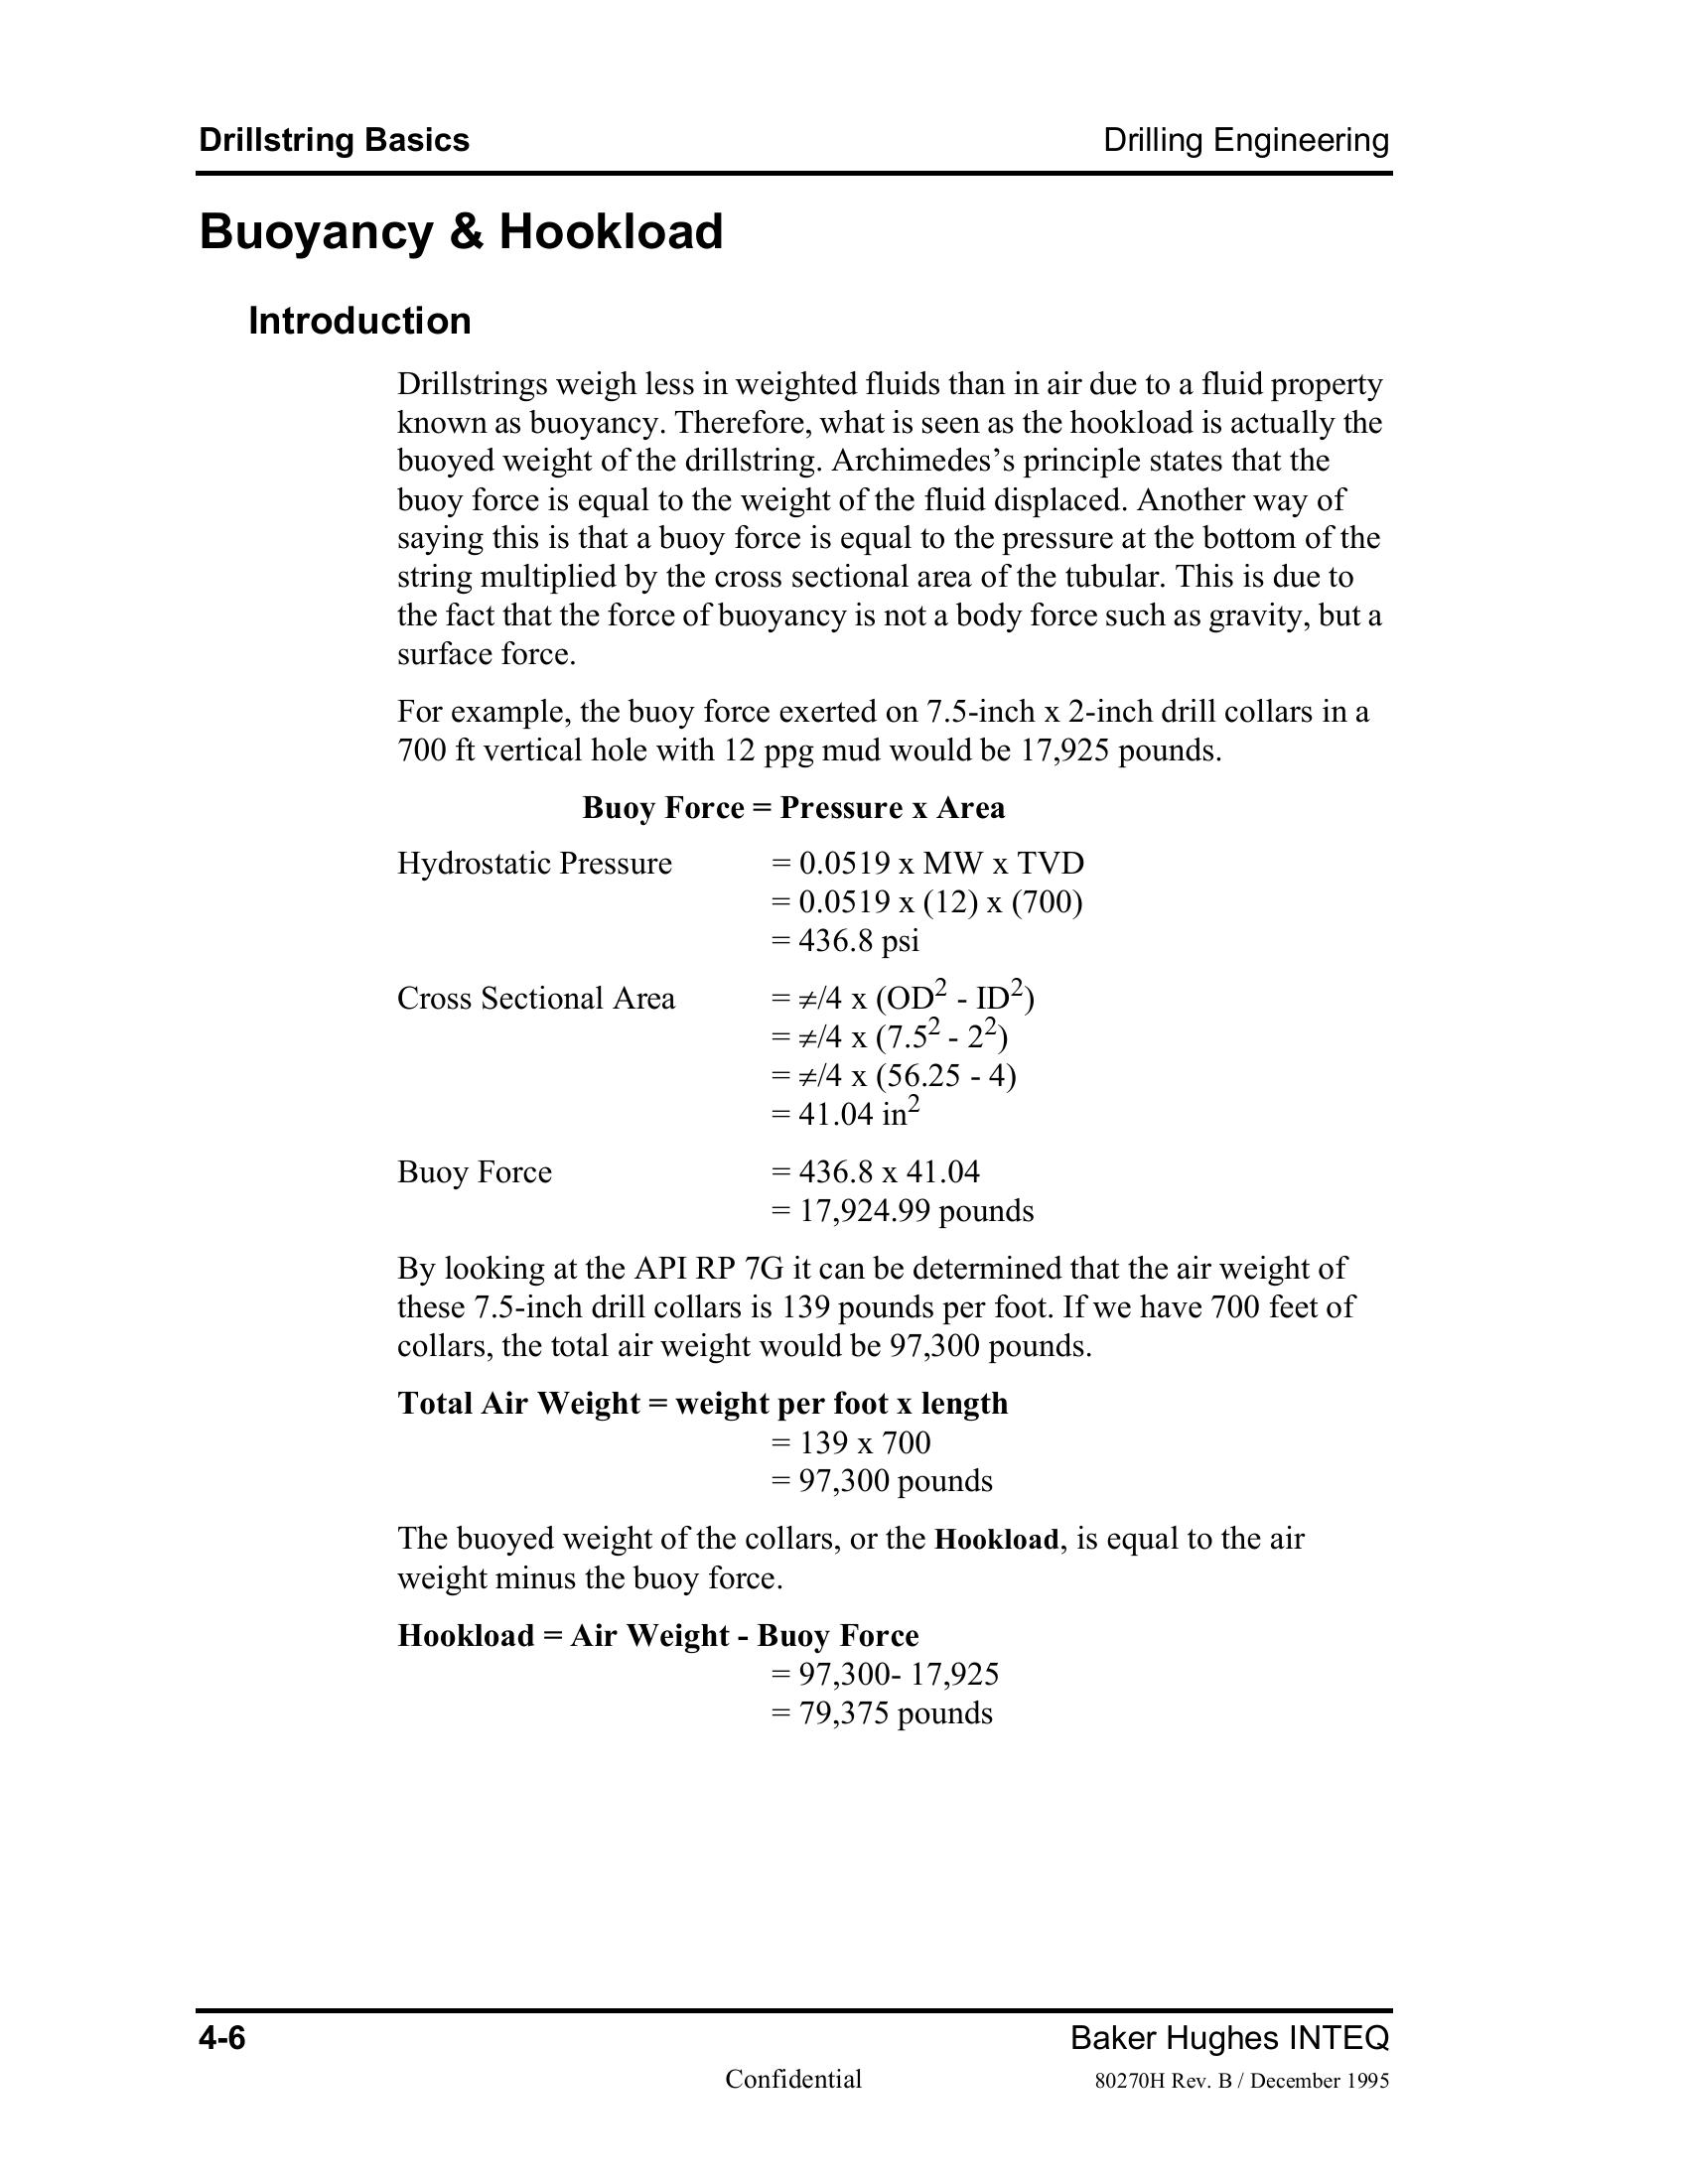 Drillstring Basics Drilling Engineering
Buoyancy & Hookload
Introduction
Drillstrings weigh less in weighted fluids than in air due to a fluid property
known as buoyancy. Therefore, what is seen as the hookload is actually the
buoyed weight of the drillstring. Archimedes’s principle states that the
buoy force is equal to the weight of the fluid displaced. Another way of
saying this is that a buoy force is equal to the pressure at the bottom of the
string multiplied by the cross sectional area of the tubular. This is due to
the fact that the force of buoyancy is not a body force such as gravity, but a
surface force.
For example, the buoy force exerted on 7.5-inch x 2-inch drill collars in a
700 ft vertical hole with 12 ppg mud would be 17,925 pounds.
Buoy Force = Pressure x Area
Hydrostatic Pressure = 0.0519 x MW x TVD
= 0.0519 x (12) x (700)
= 436.8 psi
Cross Sectional Area = ≠/4 x (OD² - ID²)
= ≠/4 x (7.5² - 2²)
= ≠/4 x (56.25 - 4)
= 41.04 in²
Buoy Force = 436.8 x 41.04
= 17,924.99 pounds
By looking at the API RP 7G it can be determined that the air weight of
these 7.5-inch drill collars is 139 pounds per foot. If we have 700 feet of
collars, the total air weight would be 97,300 pounds.
Total Air Weight = weight per foot x length
= 139 x 700
= 97,300 pounds
The buoyed weight of the collars, or the Hookload, is equal to the air
weight minus the buoy force.
Hookload = Air Weight - Buoy Force
= 97,300- 17,925
= 79,375 pounds
4-6 Baker Hughes INTEQ
Confidential 80270H Rev. B / December 1995